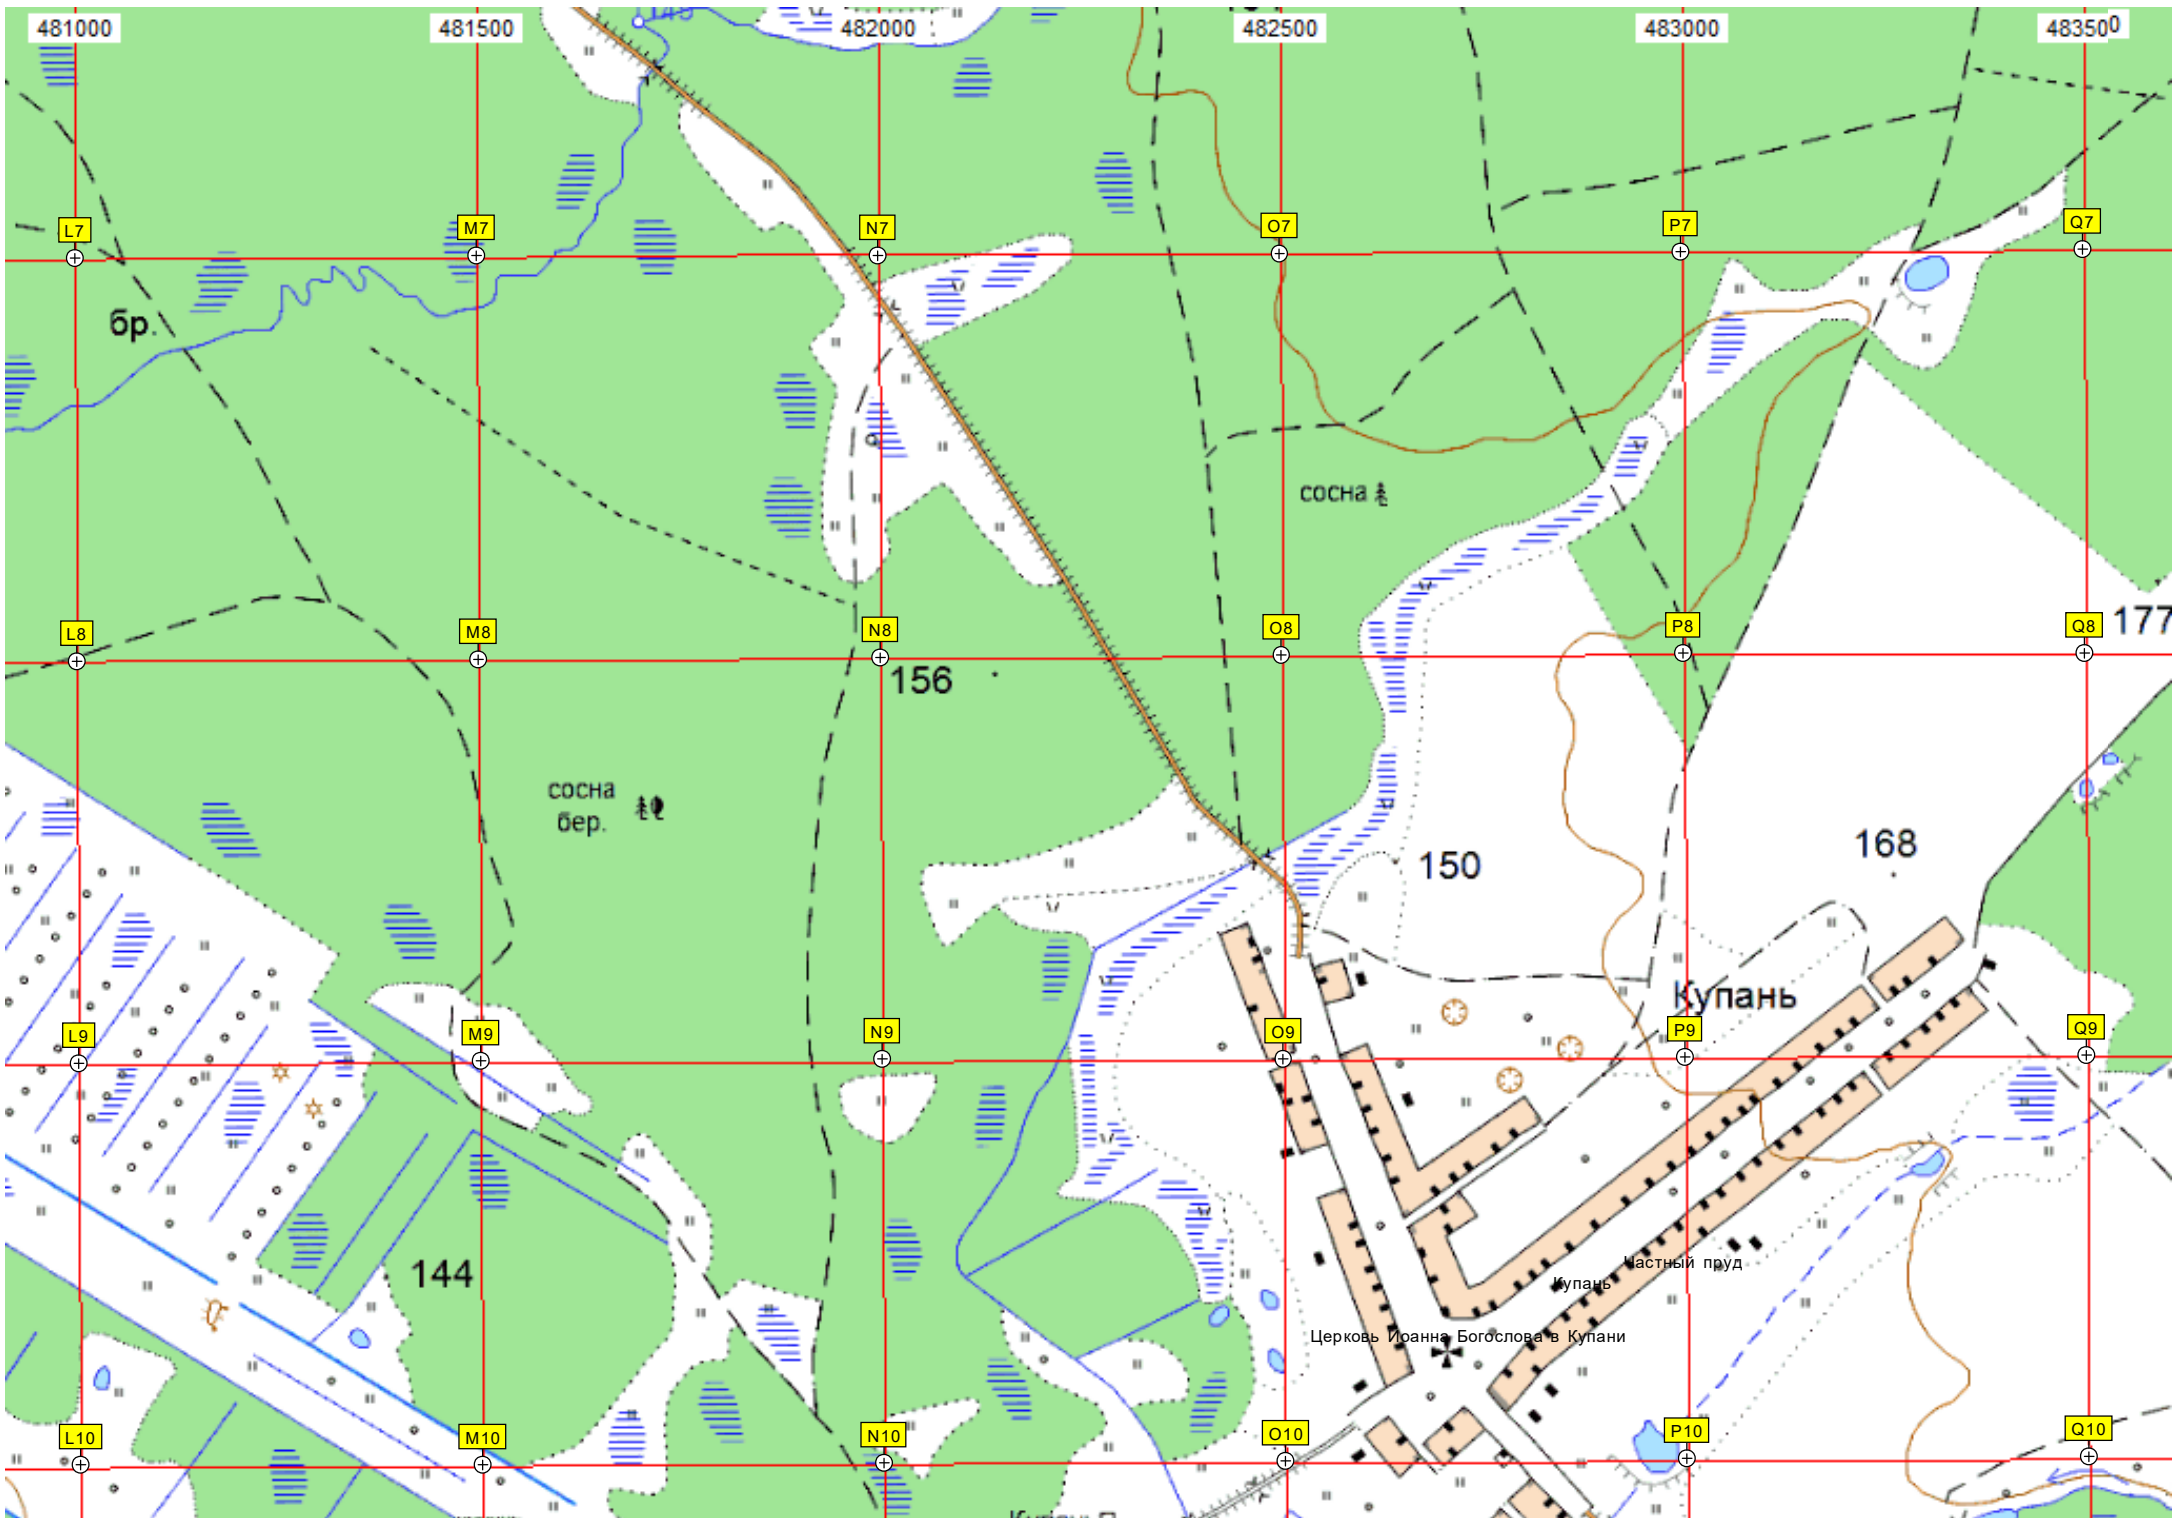 481000 481500 482000 482500 483000 483500
L7 M7 N7 O7 P7 Q7
бр.
сосна
L8 M8 N8 O8 P8 Q8
177
156
сосна
бер.
150
168
Купань
L9 M9 N9 O9 P9 Q9
144
Частный пруд
Купань
Церковь Иоанна Богослова в Купани
L10 M10 N10 O10 P10 Q10